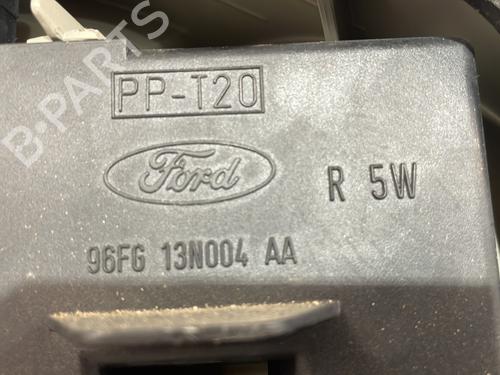 PP-T20
Ford
R 5W
96FG 13N004 AA
B-PARTS